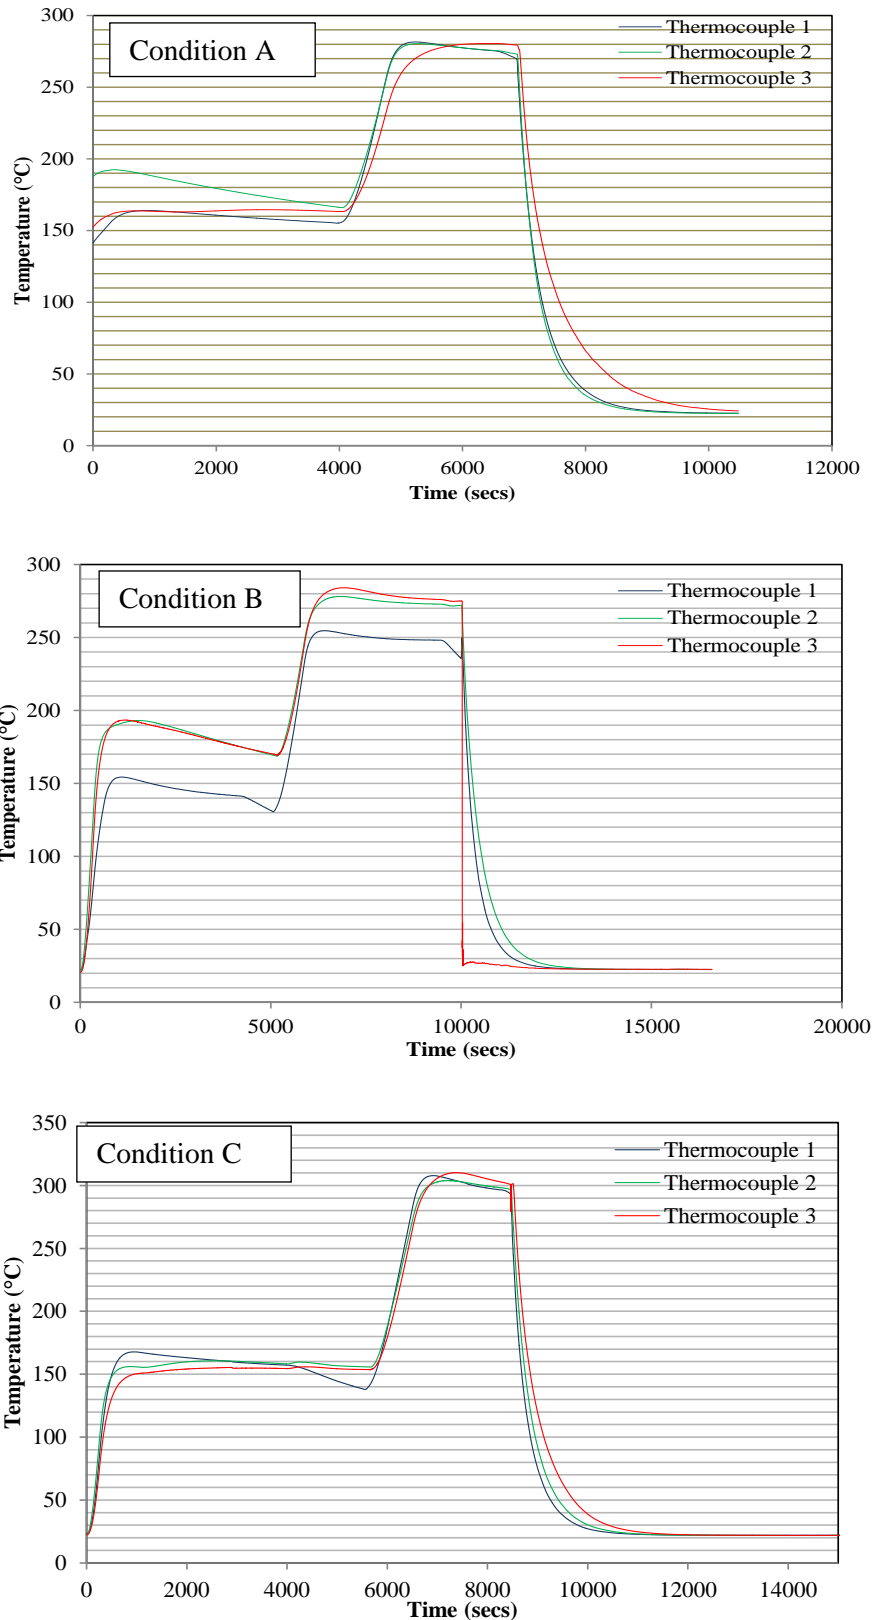 300
Condition A
Thermocouple 1
Thermocouple 2
Thermocouple 3
250
200
150
100
50
0
Temperature (°C)
0 2000 4000 6000 8000 10000 12000
Time (secs)
300
Condition B
Thermocouple 1
Thermocouple 2
Thermocouple 3
250
200
150
100
50
0
Temperature (°C)
0 5000 10000 15000 20000
Time (secs)
350
Condition C
Thermocouple 1
Thermocouple 2
Thermocouple 3
300
250
200
150
100
50
0
Temperature (°C)
0 2000 4000 6000 8000 10000 12000 14000
Time (secs)